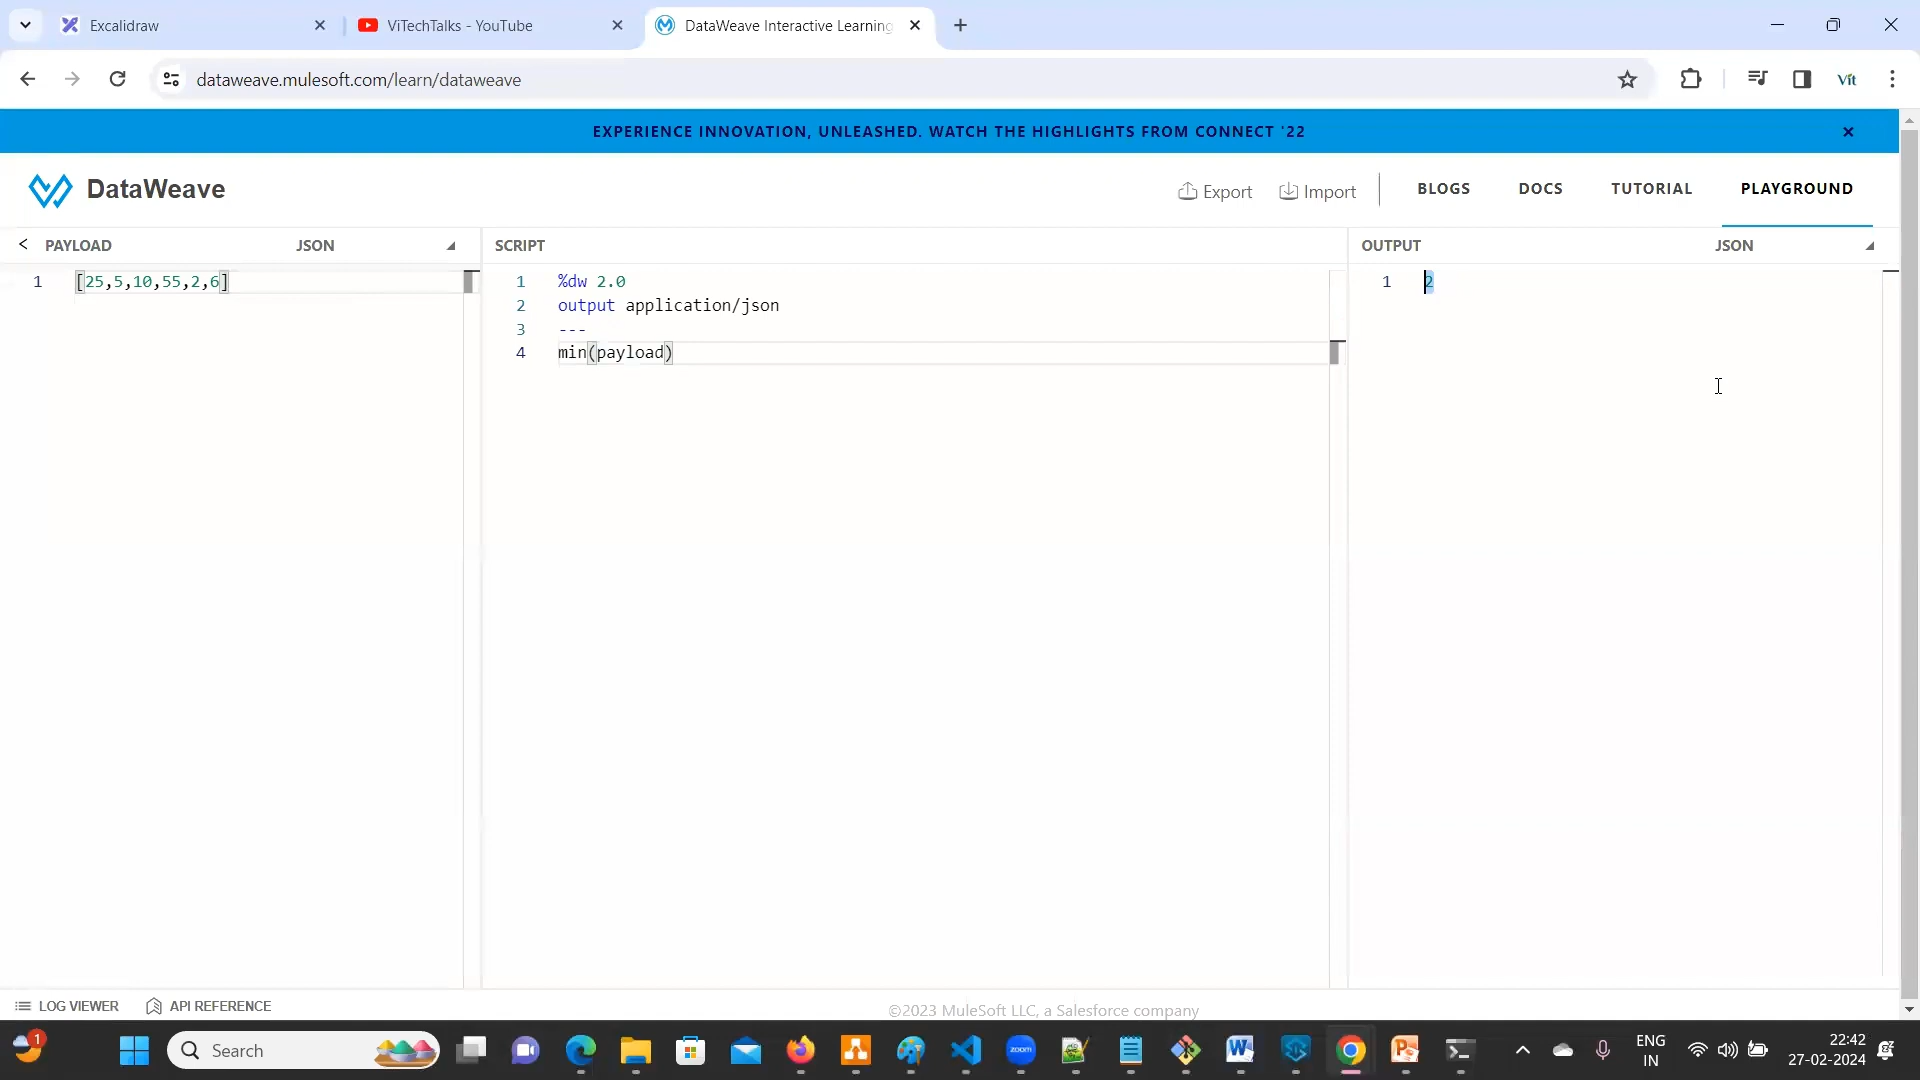 Excalidraw
ViTechTalks - YouTube
DataWeave Interactive Learning
dataweave.mulesoft.com/learn/dataweave
Vit
EXPERIENCE INNOVATION, UNLEASHED. WATCH THE HIGHLIGHTS FROM CONNECT '22
DataWeave
Export
Import
BLOGS
DOCS
TUTORIAL
PLAYGROUND
PAYLOAD
JSON
SCRIPT
OUTPUT
JSON
1 [25,5,10,55,2,6]
1 %dw 2.0
2 output application/json
3 ---
4 min(payload)
1 2
LOG VIEWER
API REFERENCE
©2023 MuleSoft LLC, a Salesforce company
1
Search
zoom
ENG
IN
22:42
27-02-2024